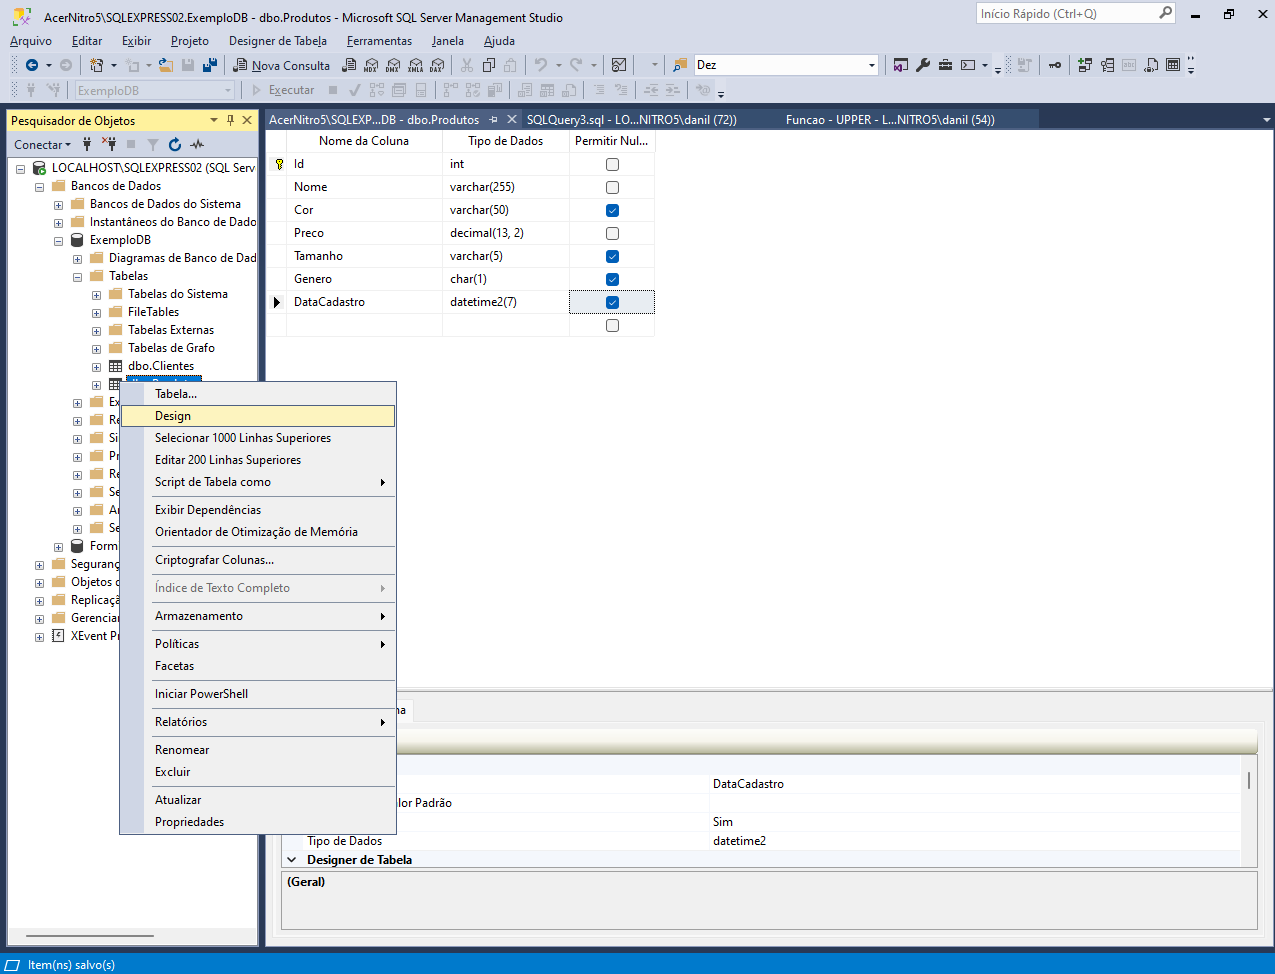 AcerNitro5\SQLEXPRESS02.ExemploDB - dbo.Produtos - Microsoft SQL Server Management Studio
Início Rápido (Ctrl+Q)
Arquivo Editar Exibir Projeto Designer de Tabela Ferramentas Janela Ajuda
Nova Consulta
MDX DMX XMLA DAX
Dez
ExemploDB
Executar
Pesquisador de Objetos
Conectar
LOCALHOST\SQLEXPRESS02 (SQL Serv
Bancos de Dados
Bancos de Dados do Sistema
Instantâneos do Banco de Dado
ExemploDB
Diagramas de Banco de Dad
Tabelas
Tabelas do Sistema
FileTables
Tabelas Externas
Tabelas de Grafo
dbo.Clientes
Ex
Re
Si
Pr
Re
Se
Ar
Se
Form
Seguranç
Objetos d
Replicaçã
Gerenciar
XEvent Pr
Tabela...
Design
Selecionar 1000 Linhas Superiores
Editar 200 Linhas Superiores
Script de Tabela como
Exibir Dependências
Orientador de Otimização de Memória
Criptografar Colunas...
Índice de Texto Completo
Armazenamento
Políticas
Facetas
Iniciar PowerShell
Relatórios
Renomear
Excluir
Atualizar
Propriedades
AcerNitro5\SQLEXP...DB - dbo.Produtos SQLQuery3.sql - LO...NITRO5\danil (72)) Funcao - UPPER - L...NITRO5\danil (54))
Nome da Coluna Tipo de Dados Permitir Nul...
Id int
Nome varchar(255)
Cor varchar(50)
Preco decimal(13, 2)
Tamanho varchar(5)
Genero char(1)
DataCadastro datetime2(7)
na
DataCadastro
lor Padrão
Sim
Tipo de Dados datetime2
Designer de Tabela
(Geral)
Item(ns) salvo(s)